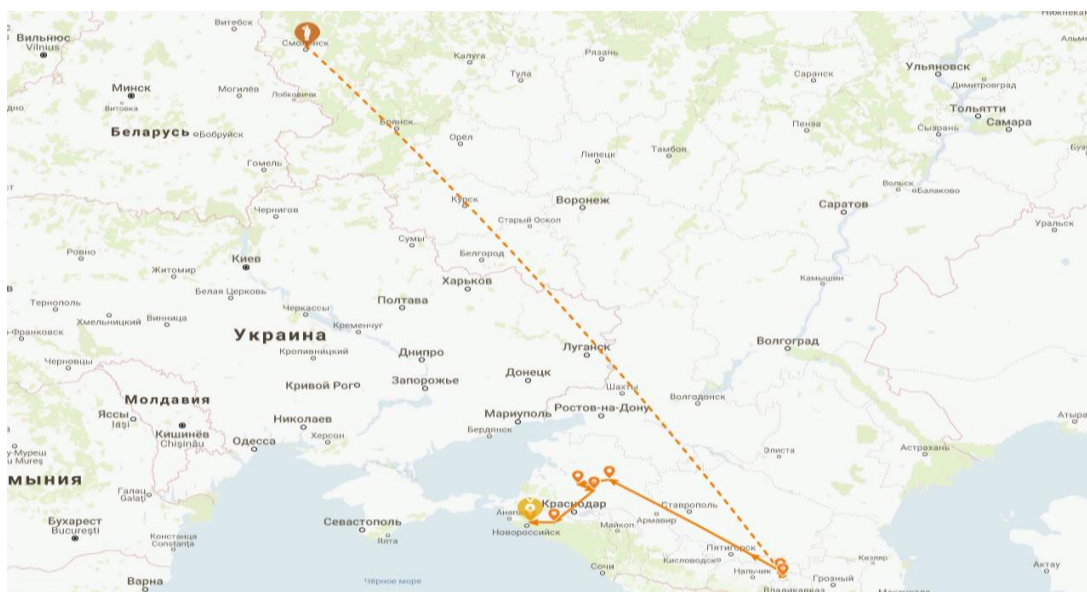 Витебск
Вильнюс
Vilnius
Смоленск
Калуга
Рязань
Тула
Саранск
Ульяновск
Димитровград
Минск
Витовка
Могилёв
Лобковичи
Тольятти
Самара
Беларусь
Бобруйск
Брянск
Орёл
Пенза
Сызрань
Гомель
Липецк
Тамбов
Вольск
Балаково
Чернигов
Курск
Воронеж
Старый Оскол
Саратов
Уральск
Ровно
Киев
Сумы
Белгород
Житомир
Харьков
Камышин
Белая Церковь
Полтава
Тернополь
Хмельницкий
Винница
Черкассы
Кременчуг
Украина
Луганск
Волгоград
Черновцы
Кропивницкий
Днипро
Донецк
Запорожье
Кривой Рог
Шахты
Волгодонск
Молдавия
Яссы
Iași
Кишинёв
Chișinău
Николаев
Херсон
Одесса
Мариуполь
Бердянск
Ростов-на-Дону
Элиста
Астрахань
Галац
Galați
Бухарест
București
Констанца
Constanța
Севастополь
Ялта
Анапа
Новороссийск
Краснодар
Майкоп
Армавир
Ставрополь
Пятигорск
Кисловодск
Нальчик
Владикавказ
Грозный
Кизляр
Сочи
Актау
Варна
Чёрное море